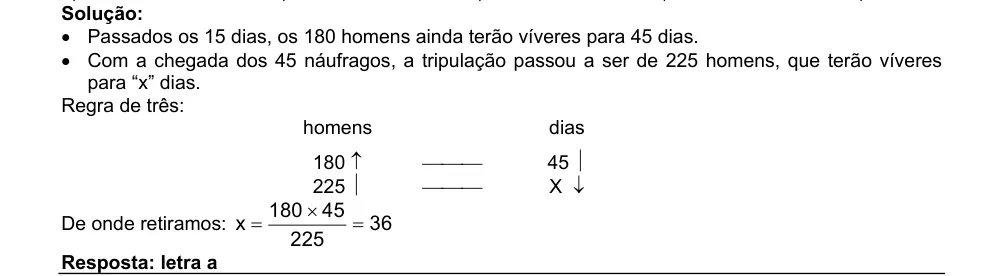 Solução:
• Passados os 15 dias, os 180 homens ainda terão víveres para 45 dias.
• Com a chegada dos 45 náufragos, a tripulação passou a ser de 225 homens, que terão víveres
para “x” dias.
Regra de três:
homens dias
180 ↑ ——— 45 |
225 | ——— X ↓
De onde retiramos: x = (180 × 45) / 225 = 36
Resposta: letra a